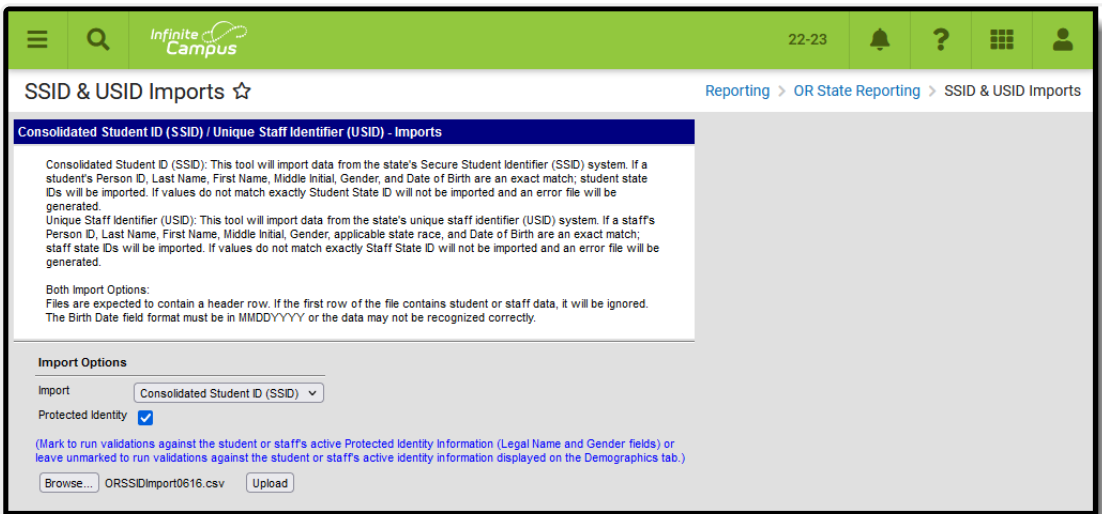 Infinite Campus
22-23
?
SSID & USID Imports
Reporting > OR State Reporting > SSID & USID Imports
Consolidated Student ID (SSID) / Unique Staff Identifier (USID) - Imports
Consolidated Student ID (SSID): This tool will import data from the state's Secure Student Identifier (SSID) system. If a
student's Person ID, Last Name, First Name, Middle Initial, Gender, and Date of Birth are an exact match; student state
IDs will be imported. If values do not match exactly Student State ID will not be imported and an error file will be
generated.
Unique Staff Identifier (USID): This tool will import data from the state's unique staff identifier (USID) system. If a staff's
Person ID, Last Name, First Name, Middle Initial, Gender, applicable state race, and Date of Birth are an exact match;
staff state IDs will be imported. If values do not match exactly Staff State ID will not be imported and an error file will be
generated.
Both Import Options:
Files are expected to contain a header row. If the first row of the file contains student or staff data, it will be ignored.
The Birth Date field format must be in MMDDYYYY or the data may not be recognized correctly.
Import Options
Import Consolidated Student ID (SSID)
Protected Identity
(Mark to run validations against the student or staff's active Protected Identity Information (Legal Name and Gender fields) or
leave unmarked to run validations against the student or staff's active identity information displayed on the Demographics tab.)
Browse... ORSSIDImport0616.csv Upload